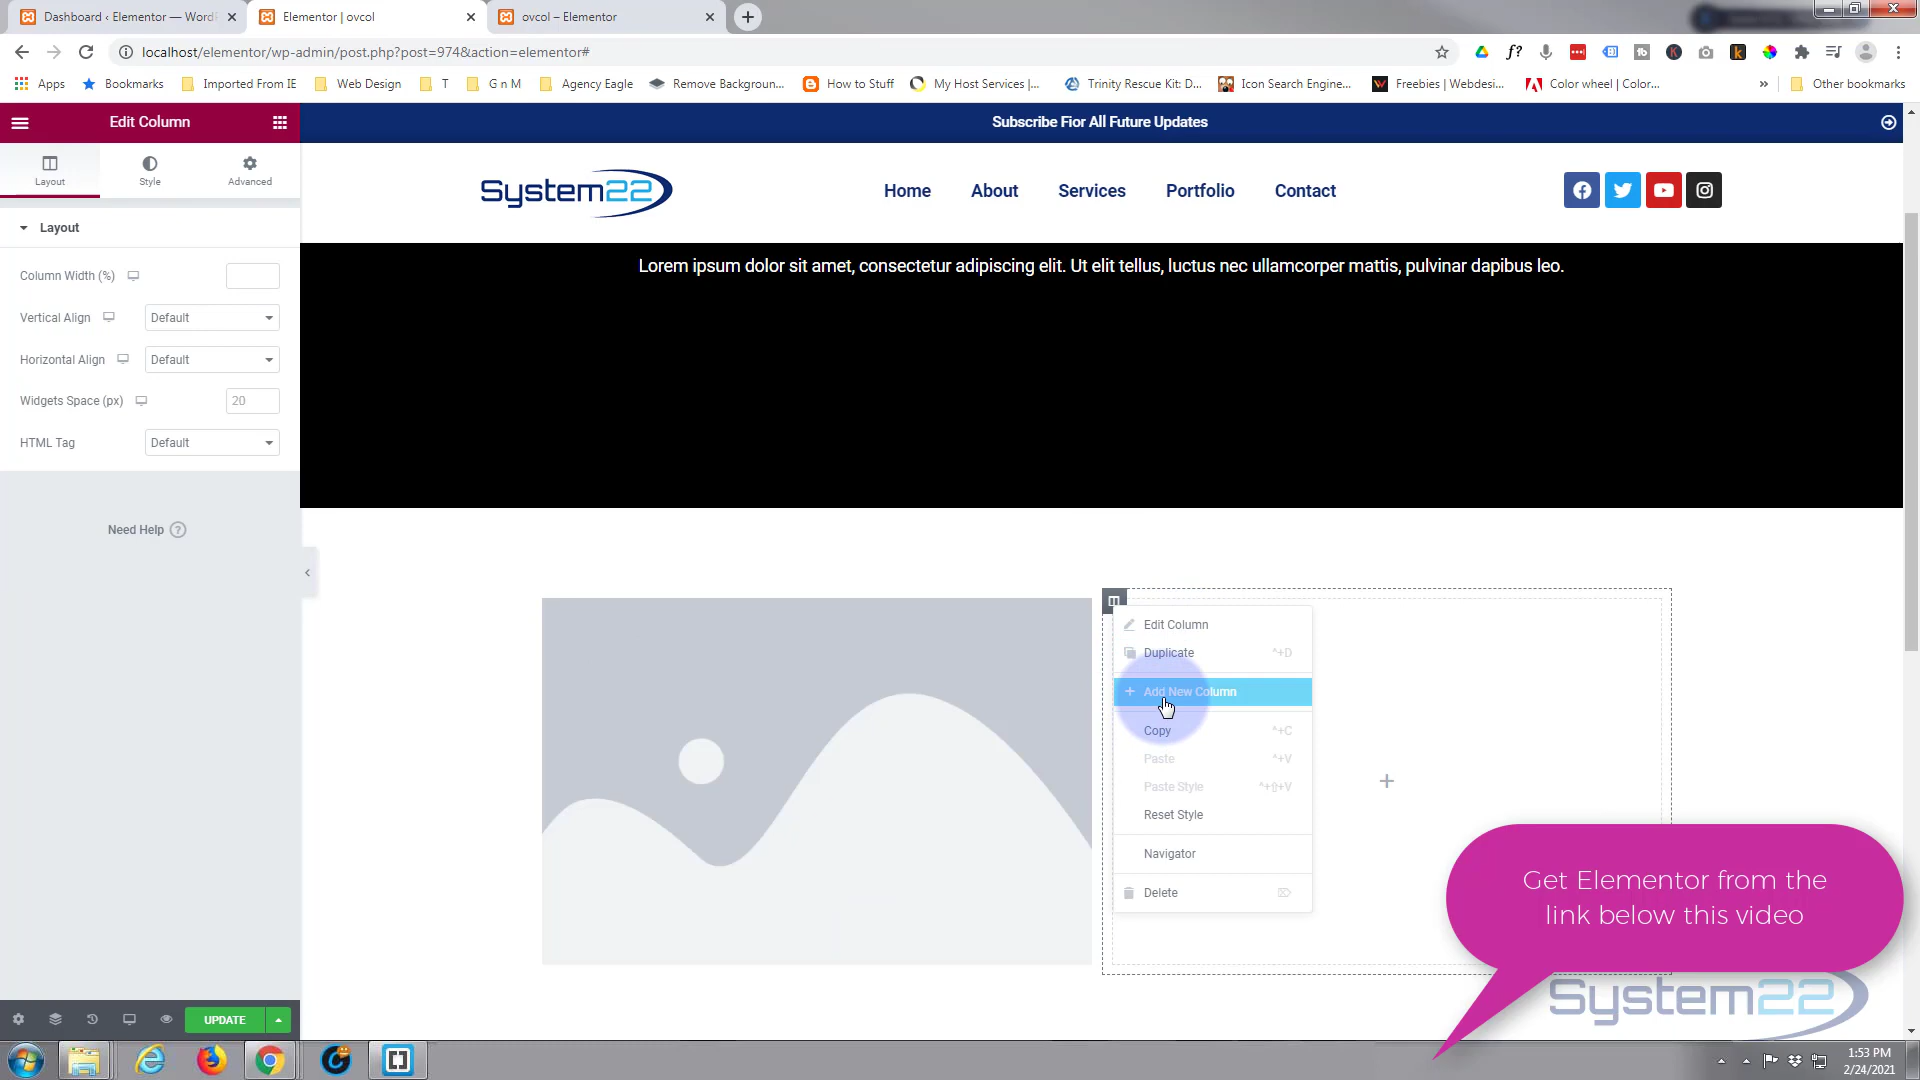 Dashboard ‹ Elementor — WordP
Elementor | ovcol
ovcol – Elementor
localhost/elementor/wp-admin/post.php?post=974&action=elementor#
Apps
Bookmarks
Imported From IE
Web Design
T
G n M
Agency Eagle
Remove Backgroun...
How to Stuff
My Host Services |...
Trinity Rescue Kit: D...
Icon Search Engine...
Freebies | Webdesi...
Color wheel | Color...
»
Other bookmarks
Edit Column
Layout
Style
Advanced
Layout
Column Width (%)
Vertical Align
Default
Horizontal Align
Default
Widgets Space (px)
20
HTML Tag
Default
Need Help ?
UPDATE
Subscribe Fior All Future Updates
System22
Home
About
Services
Portfolio
Contact
Lorem ipsum dolor sit amet, consectetur adipiscing elit. Ut elit tellus, luctus nec ullamcorper mattis, pulvinar dapibus leo.
Edit Column
Duplicate ^+D
+ Add New Column
Copy ^+C
Paste ^+V
Paste Style ^+⇧+V
Reset Style
Navigator
Delete ⌦
Get Elementor from the
link below this video
System22
1:53 PM
2/24/2021